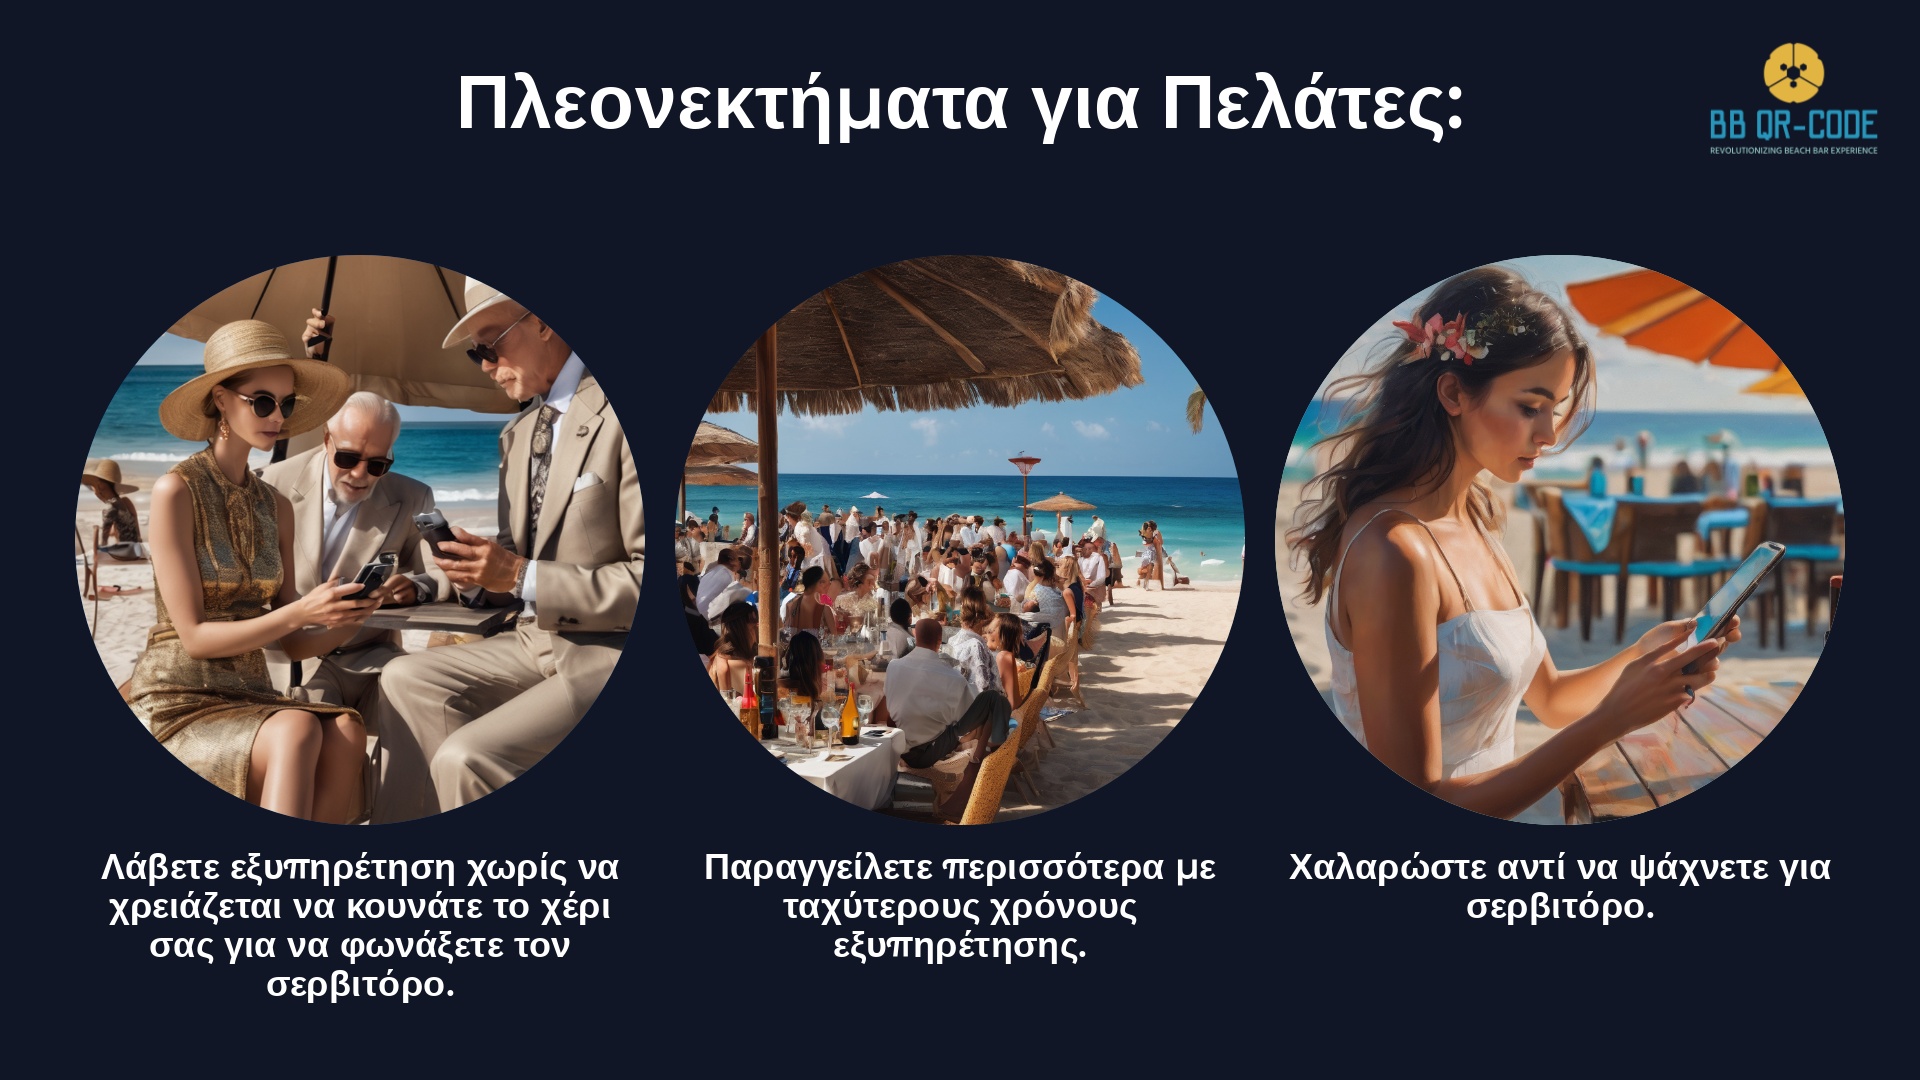 Πλεονεκτήματα για Πελάτες:
BB QR-CODE
REVOLUTIONIZING BEACH BAR EXPERIENCE
Λάβετε εξυπηρέτηση χωρίς να
χρειάζεται να κουνάτε το χέρι
σας για να φωνάξετε τον
σερβιτόρο.
Παραγγείλετε περισσότερα με
ταχύτερους χρόνους
εξυπηρέτησης.
Χαλαρώστε αντί να ψάχνετε για
σερβιτόρο.